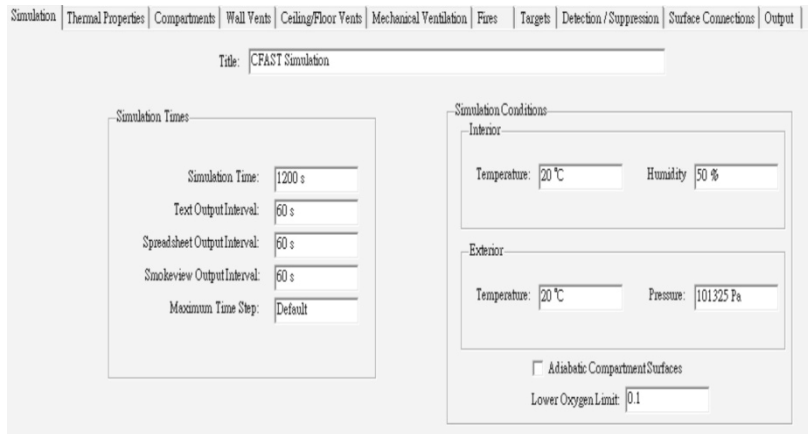 Simulation Thermal Properties Compartments Wall Vents Ceiling/Floor Vents Mechanical Ventilation Fires Targets Detection / Suppression Surface Connections Output
Title: CFAST Simulation
Simulation Times
Simulation Time: 1200 s
Text Output Interval: 60 s
Spreadsheet Output Interval: 60 s
Smokeview Output Interval: 60 s
Maximum Time Step: Default
Simulation Conditions
Interior
Temperature: 20 °C Humidity 50 %
Exterior
Temperature: 20 °C Pressure: 101325 Pa
Adiabatic Compartment Surfaces
Lower Oxygen Limit: 0.1